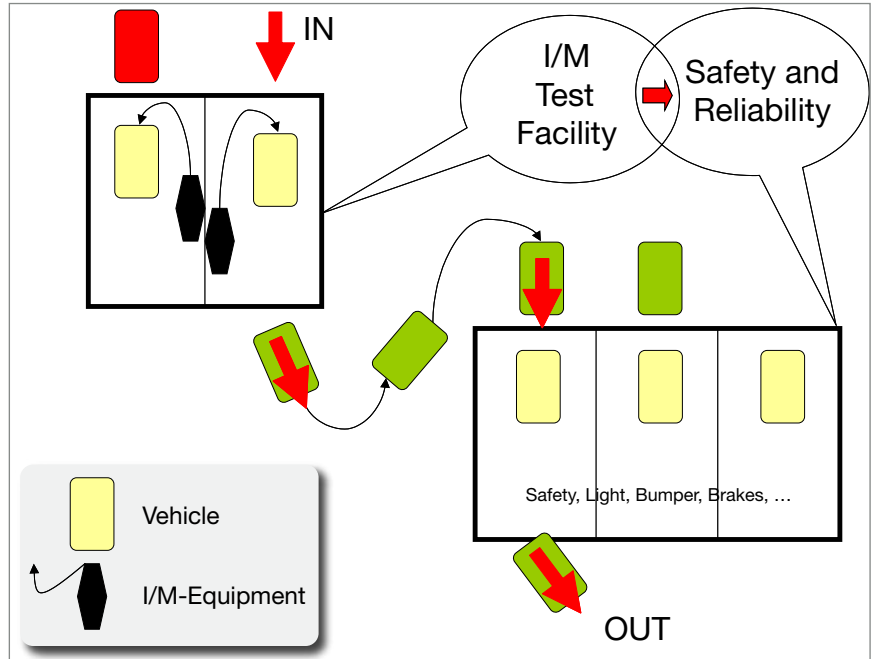 IN
I/M
Test
Facility
Safety and
Reliability
Safety, Light, Bumper, Brakes, …
Vehicle
I/M-Equipment
OUT